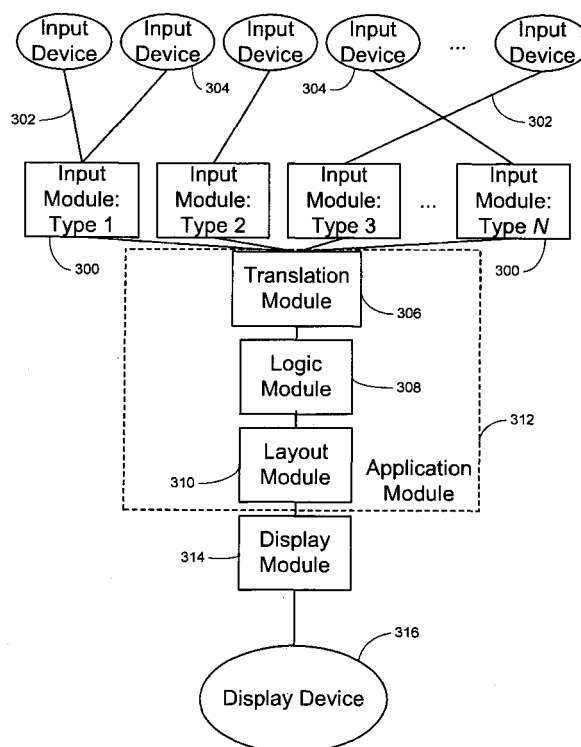 Input Device
Input Device
Input Device
Input Device
...
Input Device
302
304
304
302
Input Module: Type 1
Input Module: Type 2
Input Module: Type 3
...
Input Module: Type N
300
300
Translation Module
306
Logic Module
308
312
Layout Module
310
Application Module
Display Module
314
316
Display Device